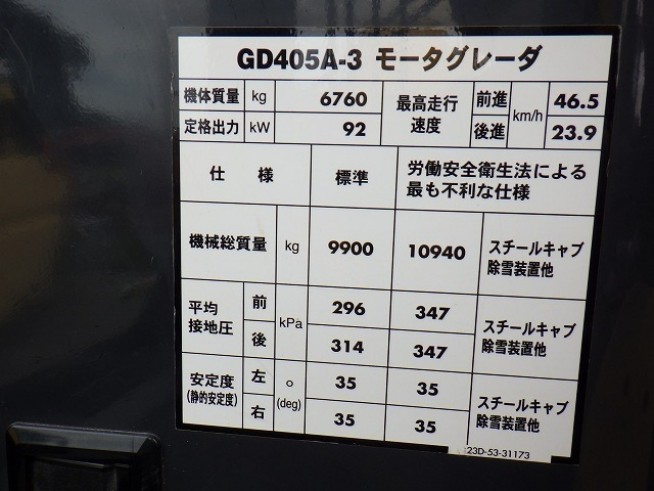 GD405A-3 モータグレーダ
機体質量 kg 6760 最高走行速度 前進 km/h 46.5
定格出力 kW 92 後進 23.9
仕様 標準 労働安全衛生法による
最も不利な仕様
機械総質量 kg 9900 10940 スチールキャブ
除雪装置他
平均接地圧 前 kPa 296 347 スチールキャブ
後 314 347 除雪装置他
安定度 左 ° 35 35 スチールキャブ
(静的安定度) 右 (deg) 35 35 除雪装置他
23D-53-31173